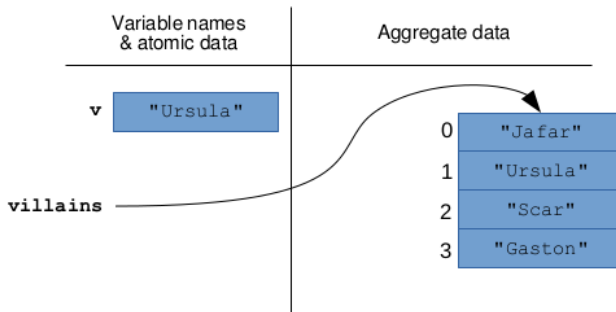 Variable names
& atomic data
Aggregate data
v
"Ursula"
villains
0
"Jafar"
1
"Ursula"
2
"Scar"
3
"Gaston"